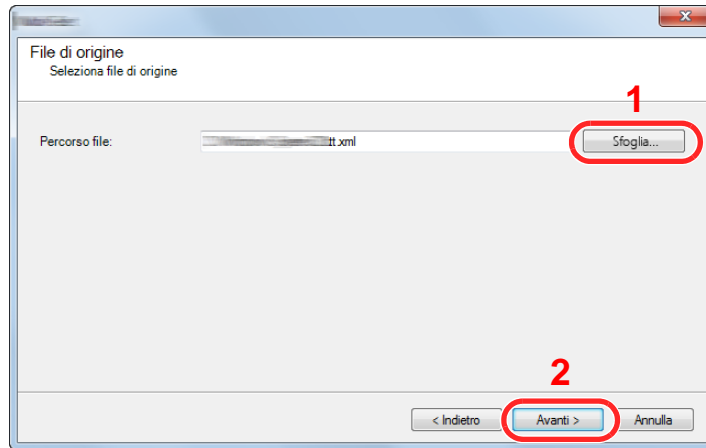 File di origine
Seleziona file di origine
1
Percorso file: tt.xml Sfoglia...
2
< Indietro Avanti > Annulla